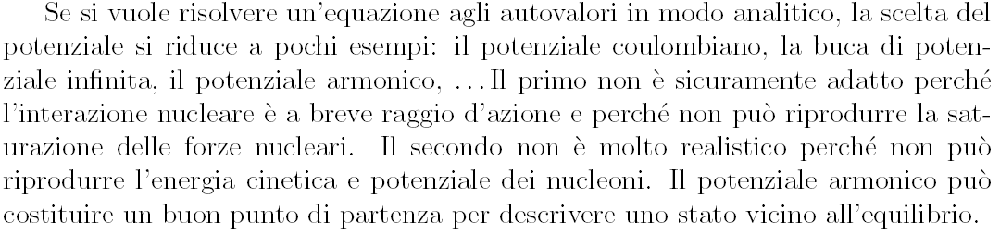 Se si vuole risolvere un'equazione agli autovalori in modo analitico, la scelta del
potenziale si riduce a pochi esempi: il potenziale coulombiano, la buca di poten-
ziale infinita, il potenziale armonico, ...Il primo non è sicuramente adatto perché
l'interazione nucleare è a breve raggio d'azione e perché non può riprodurre la sat-
urazione delle forze nucleari. Il secondo non è molto realistico perché non può
riprodurre l'energia cinetica e potenziale dei nucleoni. Il potenziale armonico può
costituire un buon punto di partenza per descrivere uno stato vicino all'equilibrio.